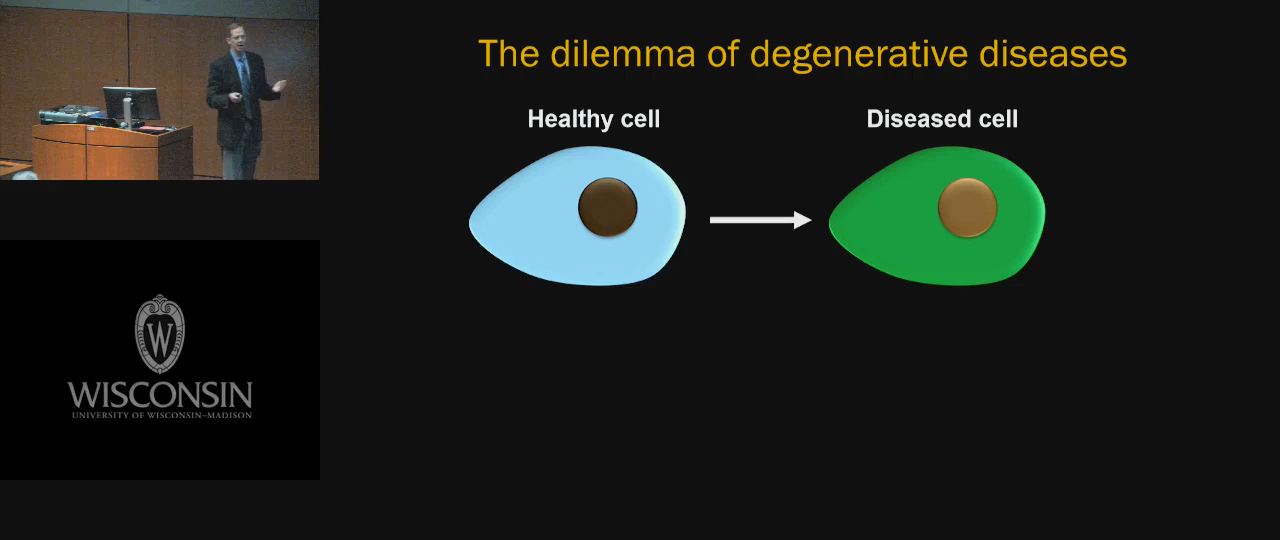 The dilemma of degenerative diseases
Healthy cell
Diseased cell
W
WISCONSIN
UNIVERSITY OF WISCONSIN–MADISON